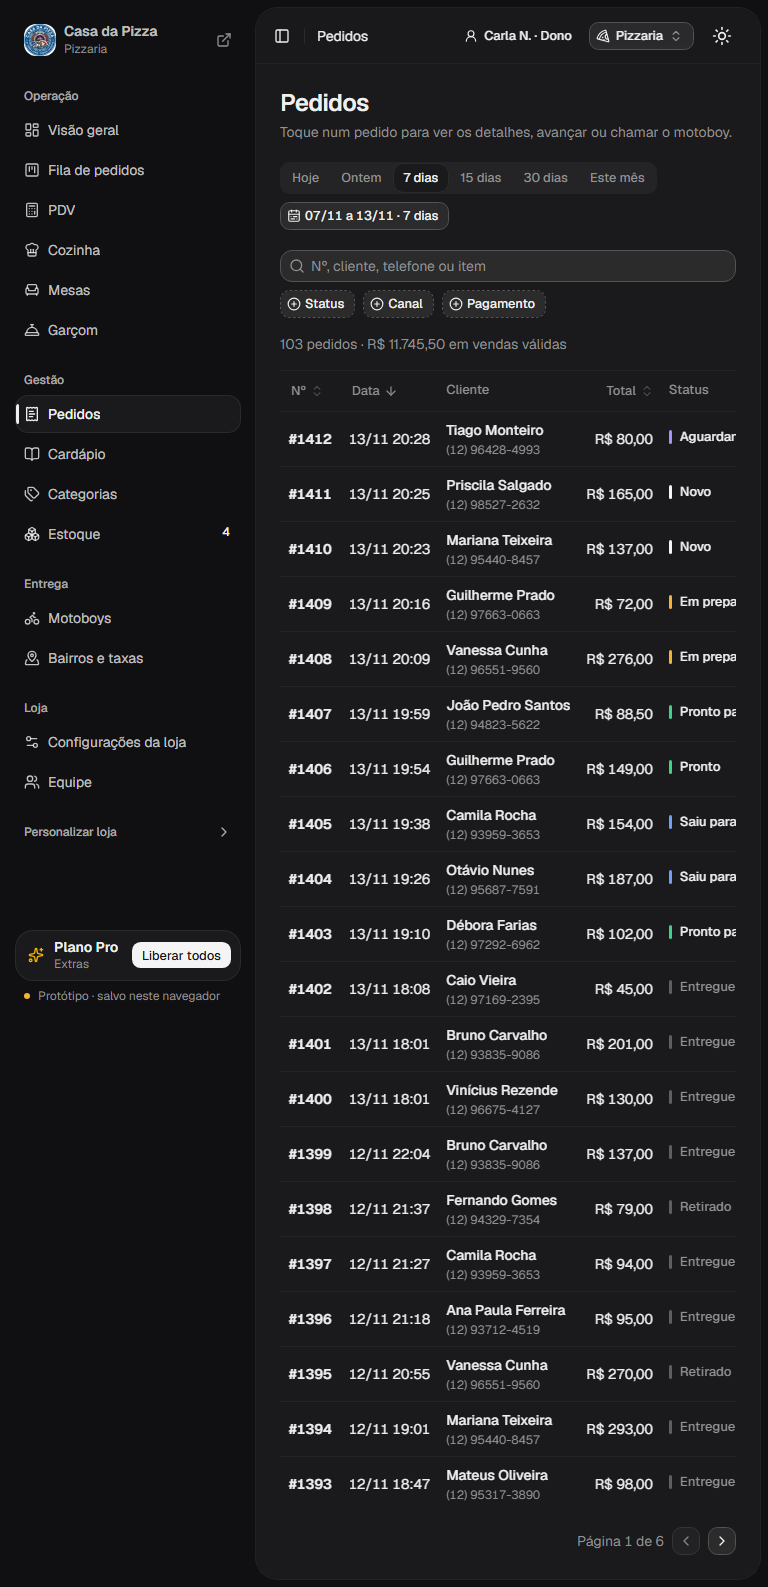 Casa da Pizza
Pizzaria
Operação
Visão geral
Fila de pedidos
PDV
Cozinha
Mesas
Garçom
Gestão
Pedidos
Cardápio
Categorias
Estoque 4
Entrega
Motoboys
Bairros e taxas
Loja
Configurações da loja
Equipe
Personalizar loja
Plano Pro
Extras
Liberar todos
Protótipo · salvo neste navegador
Pedidos
Carla N. · Dono
Pizzaria
Pedidos
Toque num pedido para ver os detalhes, avançar ou chamar o motoboy.
Hoje Ontem 7 dias 15 dias 30 dias Este mês
07/11 a 13/11 · 7 dias
Nº, cliente, telefone ou item
Status Canal Pagamento
103 pedidos · R$ 11.745,50 em vendas válidas
Nº Data Cliente Total Status
#1412 13/11 20:28 Tiago Monteiro R$ 80,00 Aguardar
(12) 96428-4993
#1411 13/11 20:25 Priscila Salgado R$ 165,00 Novo
(12) 98527-2632
#1410 13/11 20:23 Mariana Teixeira R$ 137,00 Novo
(12) 95440-8457
#1409 13/11 20:16 Guilherme Prado R$ 72,00 Em prepa
(12) 97663-0663
#1408 13/11 20:09 Vanessa Cunha R$ 276,00 Em prepa
(12) 96551-9560
#1407 13/11 19:59 João Pedro Santos R$ 88,50 Pronto pa
(12) 94823-5622
#1406 13/11 19:54 Guilherme Prado R$ 149,00 Pronto
(12) 97663-0663
#1405 13/11 19:38 Camila Rocha R$ 154,00 Saiu para
(12) 93959-3653
#1404 13/11 19:26 Otávio Nunes R$ 187,00 Saiu para
(12) 95687-7591
#1403 13/11 19:10 Débora Farias R$ 102,00 Pronto pa
(12) 97292-6962
#1402 13/11 18:08 Caio Vieira R$ 45,00 Entregue
(12) 97169-2395
#1401 13/11 18:01 Bruno Carvalho R$ 201,00 Entregue
(12) 93835-9086
#1400 13/11 18:01 Vinícius Rezende R$ 130,00 Entregue
(12) 96675-4127
#1399 12/11 22:04 Bruno Carvalho R$ 137,00 Entregue
(12) 93835-9086
#1398 12/11 21:37 Fernando Gomes R$ 79,00 Retirado
(12) 94329-7354
#1397 12/11 21:27 Camila Rocha R$ 94,00 Entregue
(12) 93959-3653
#1396 12/11 21:18 Ana Paula Ferreira R$ 95,00 Entregue
(12) 93712-4519
#1395 12/11 20:55 Vanessa Cunha R$ 270,00 Retirado
(12) 96551-9560
#1394 12/11 19:01 Mariana Teixeira R$ 293,00 Entregue
(12) 95440-8457
#1393 12/11 18:47 Mateus Oliveira R$ 98,00 Entregue
(12) 95317-3890
Página 1 de 6